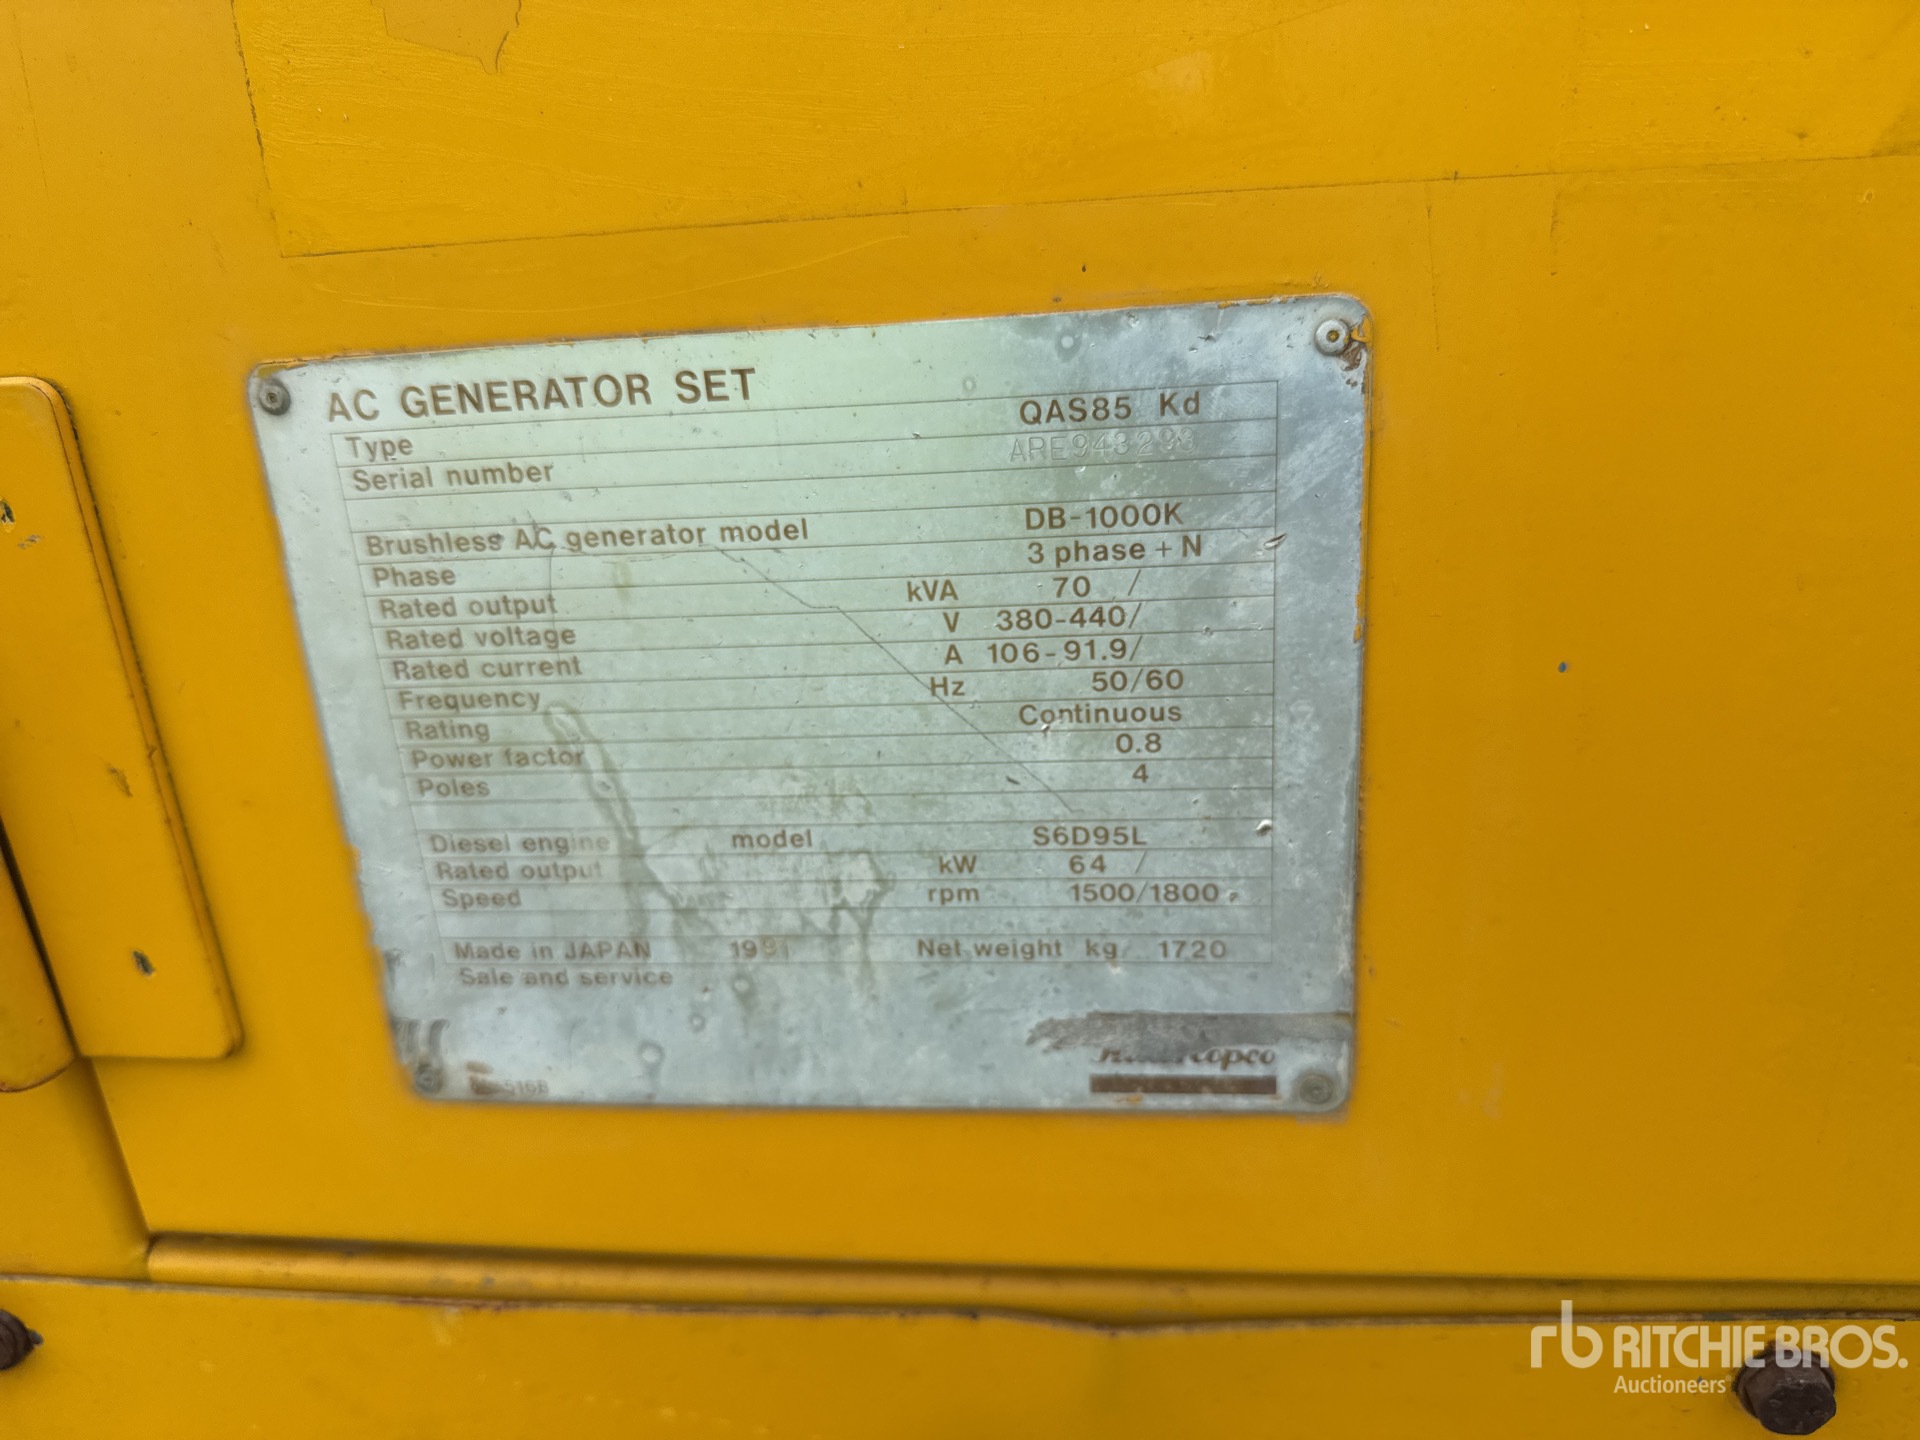 AC GENERATOR SET
Type QAS85 Kd
Serial number ARE943293
Brushless AC generator model DB-1000K
Phase 3 phase + N
Rated output kVA 70 /
Rated voltage V 380-440/
Rated current A 106-91.9/
Frequency Hz 50/60
Rating Continuous
Power factor 0.8
Poles 4
Diesel engine model S6D95L
Rated output kW 64 /
Speed rpm 1500/1800
Made in JAPAN 1991 Net weight kg 1720
Sale and service
rb RITCHIE BROS.
Auctioneers